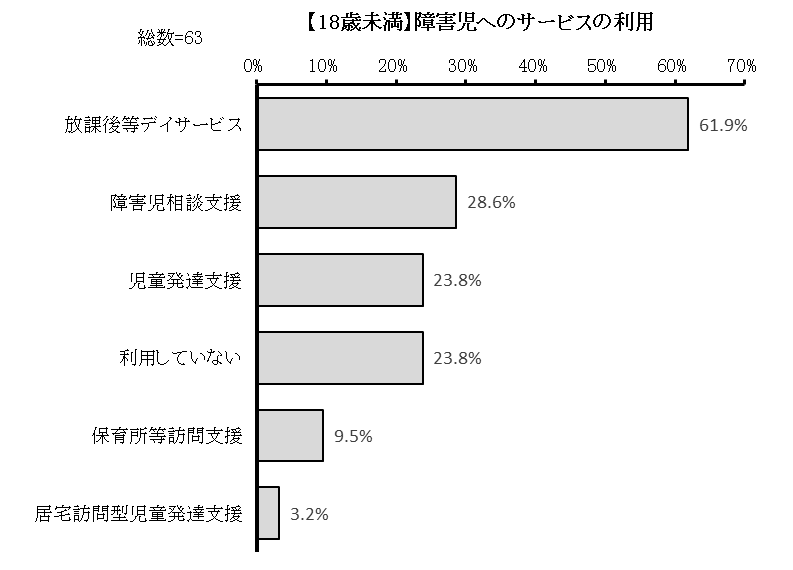 【18歳未満】障害児へのサービスの利用
総数=63
0% 10% 20% 30% 40% 50% 60% 70%
放課後等デイサービス 61.9%
障害児相談支援 28.6%
児童発達支援 23.8%
利用していない 23.8%
保育所等訪問支援 9.5%
居宅訪問型児童発達支援 3.2%